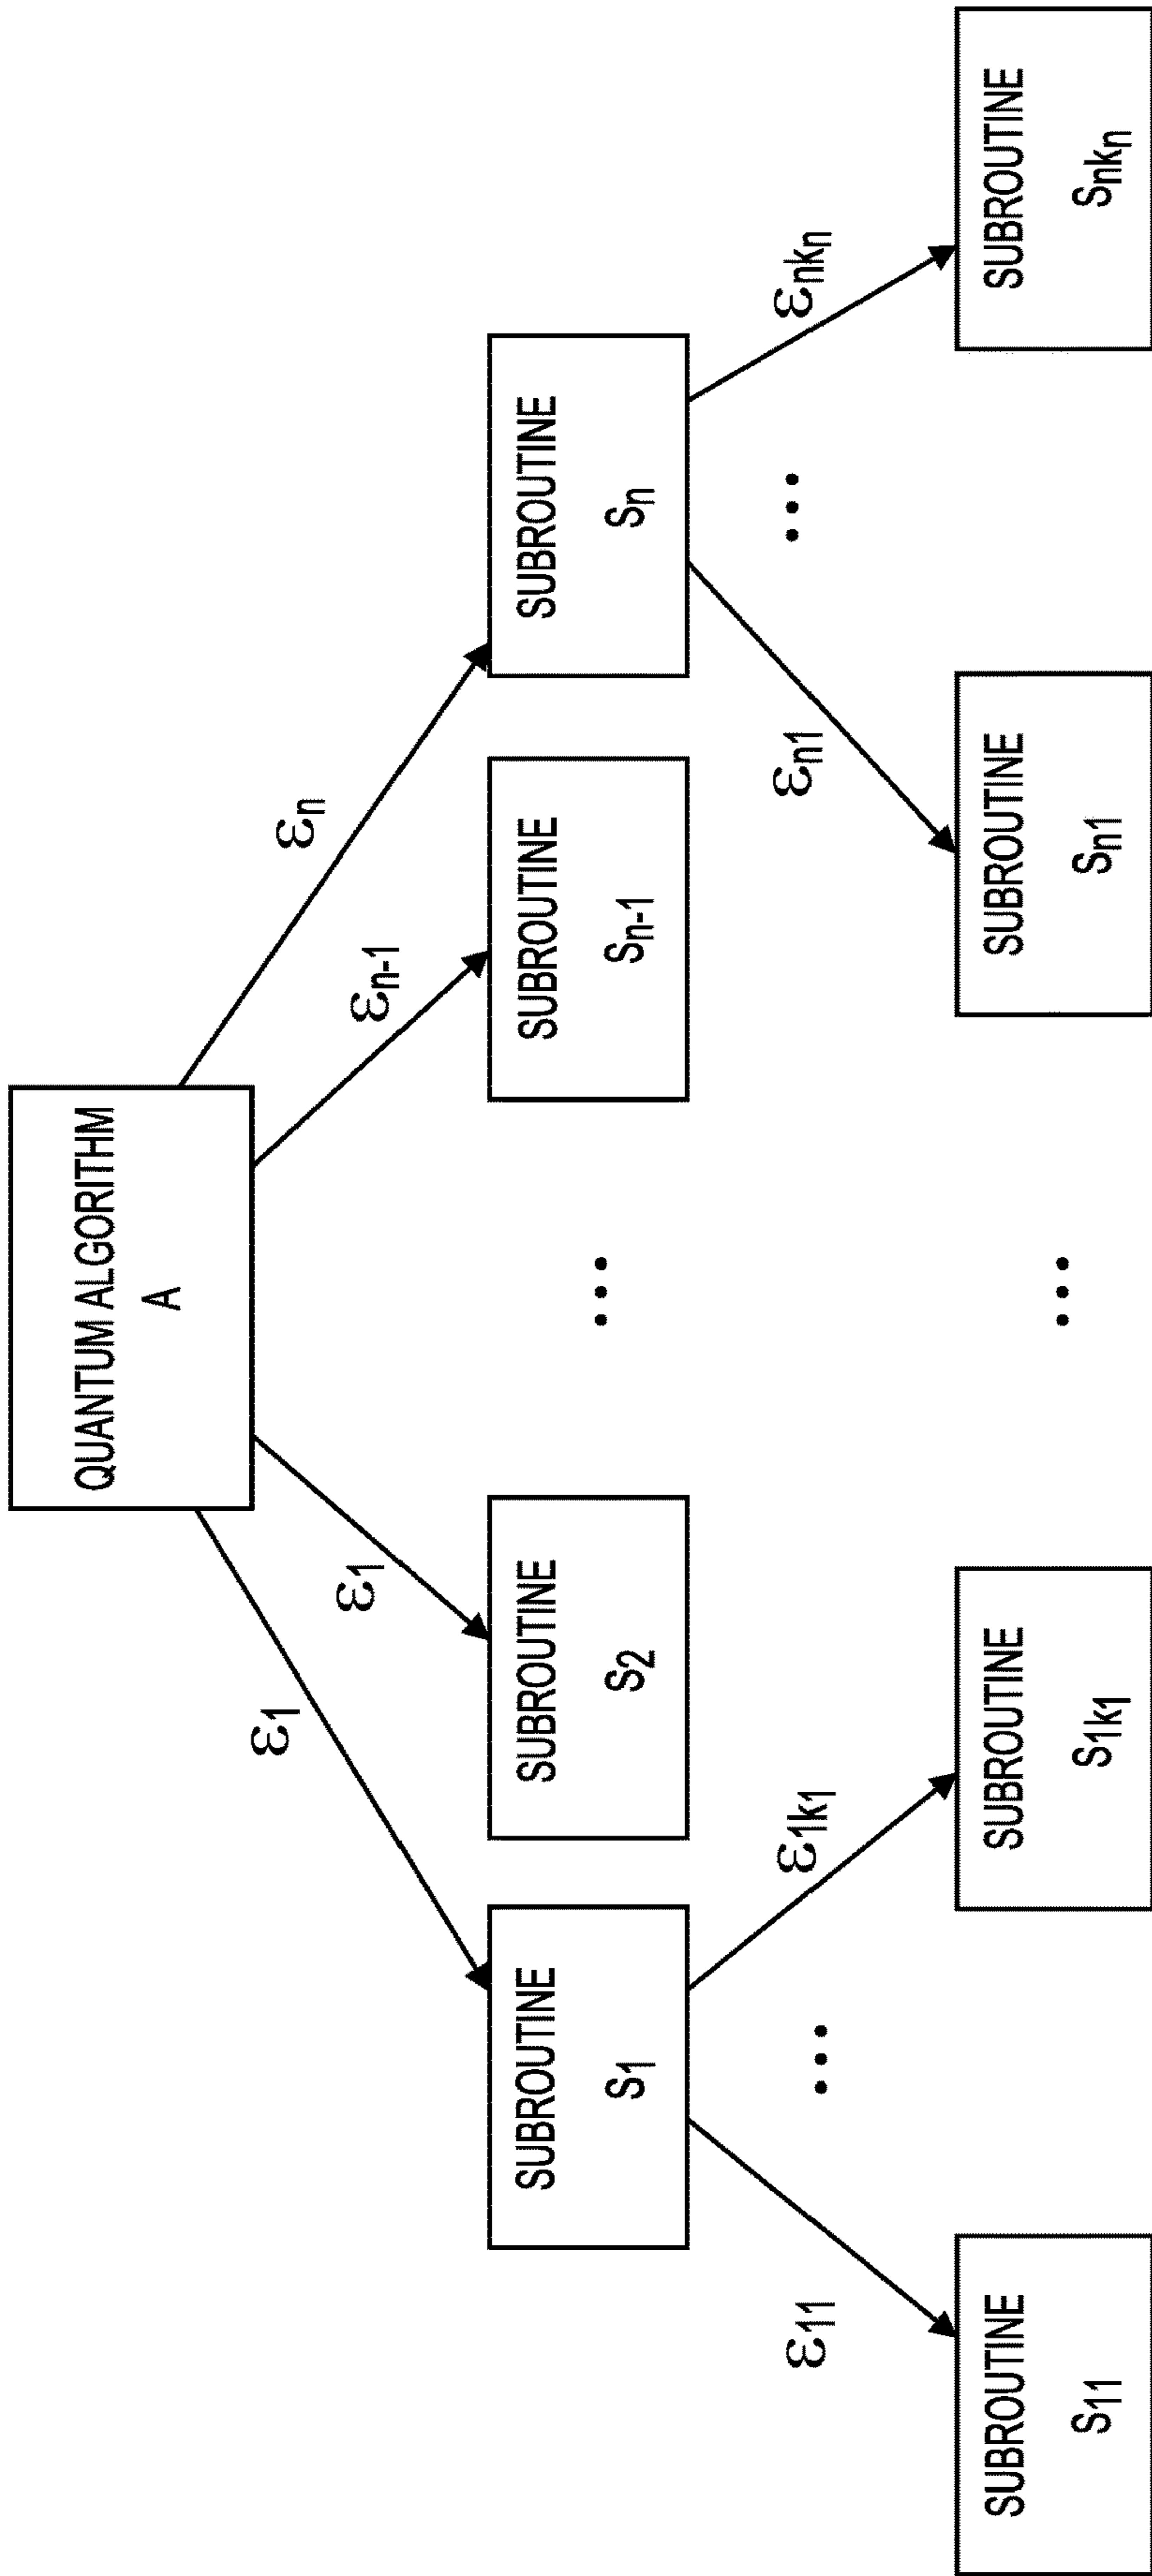 QUANTUM ALGORITHM
A
ε1
ε1
εn-1
εn
SUBROUTINE
S1
SUBROUTINE
S2
...
SUBROUTINE
Sn-1
SUBROUTINE
Sn
ε11
...
ε1k1
εn1
...
εnkn
SUBROUTINE
S11
SUBROUTINE
S1k1
...
SUBROUTINE
Sn1
SUBROUTINE
Snkn